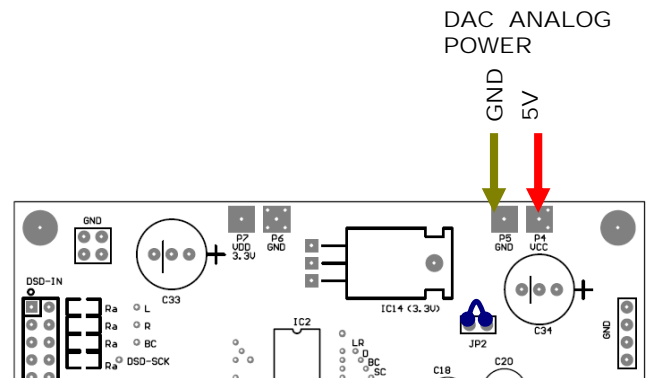 DAC ANALOG
POWER
GND
5V
GND
P7
VDD
3.3V
P6
GND
P5
GND
P4
VCC
DSD-IN
C33
IC14 (3.3V)
C34
GND
Ra
L
Ra
R
Ra
BC
Ra
DSD-SCK
IC2
LR
D
BC
SC
JP2
C18
C20